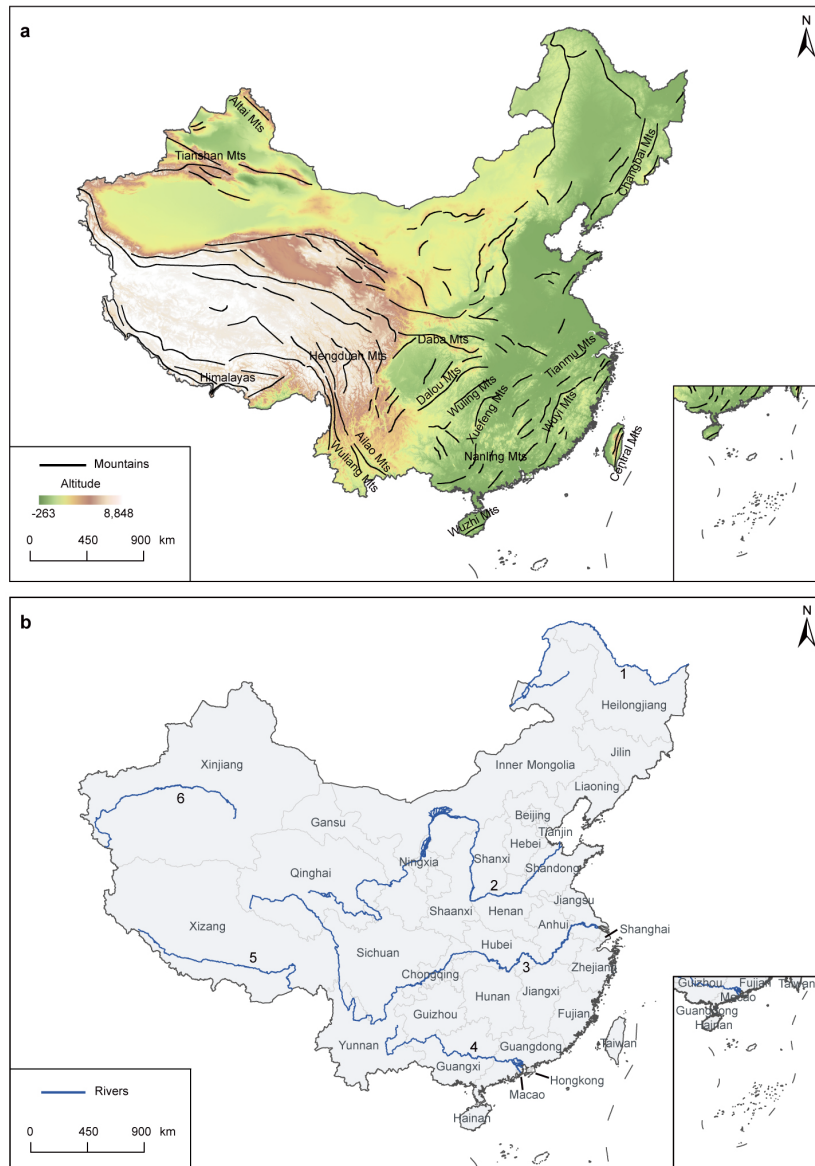 a
N
Altai Mts
Tianshan Mts
Changbai Mts
Daba Mts
Hengduan Mts
Himalayas
Dalou Mts
Wuling Mts
Xuefeng Mts
Tianmu Mts
Wuyi Mts
Ailao Mts
Wuliang Mts
Nanling Mts
Central Mts
Wuzhi Mts
Mountains
Altitude
-263 8,848
0 450 900 km
b
N
1
Heilongjiang
Jilin
Xinjiang
Inner Mongolia
Liaoning
6
Gansu
Beijing
Tianjin
Hebei
Ningxia
Shanxi
Shandong
Qinghai
2
Shaanxi
Henan
Jiangsu
Xizang
Anhui
Shanghai
5
Sichuan
Hubei
3
Zhejiang
Chongqing
Hunan
Jiangxi
Guizhou
Fujian
4
Yunnan
Guangdong
Taiwan
Guangxi
Hongkong
Macao
Hainan
Guizhou
Fujian
Taiwan
Macao
Guangdong
Hainan
Rivers
0 450 900 km